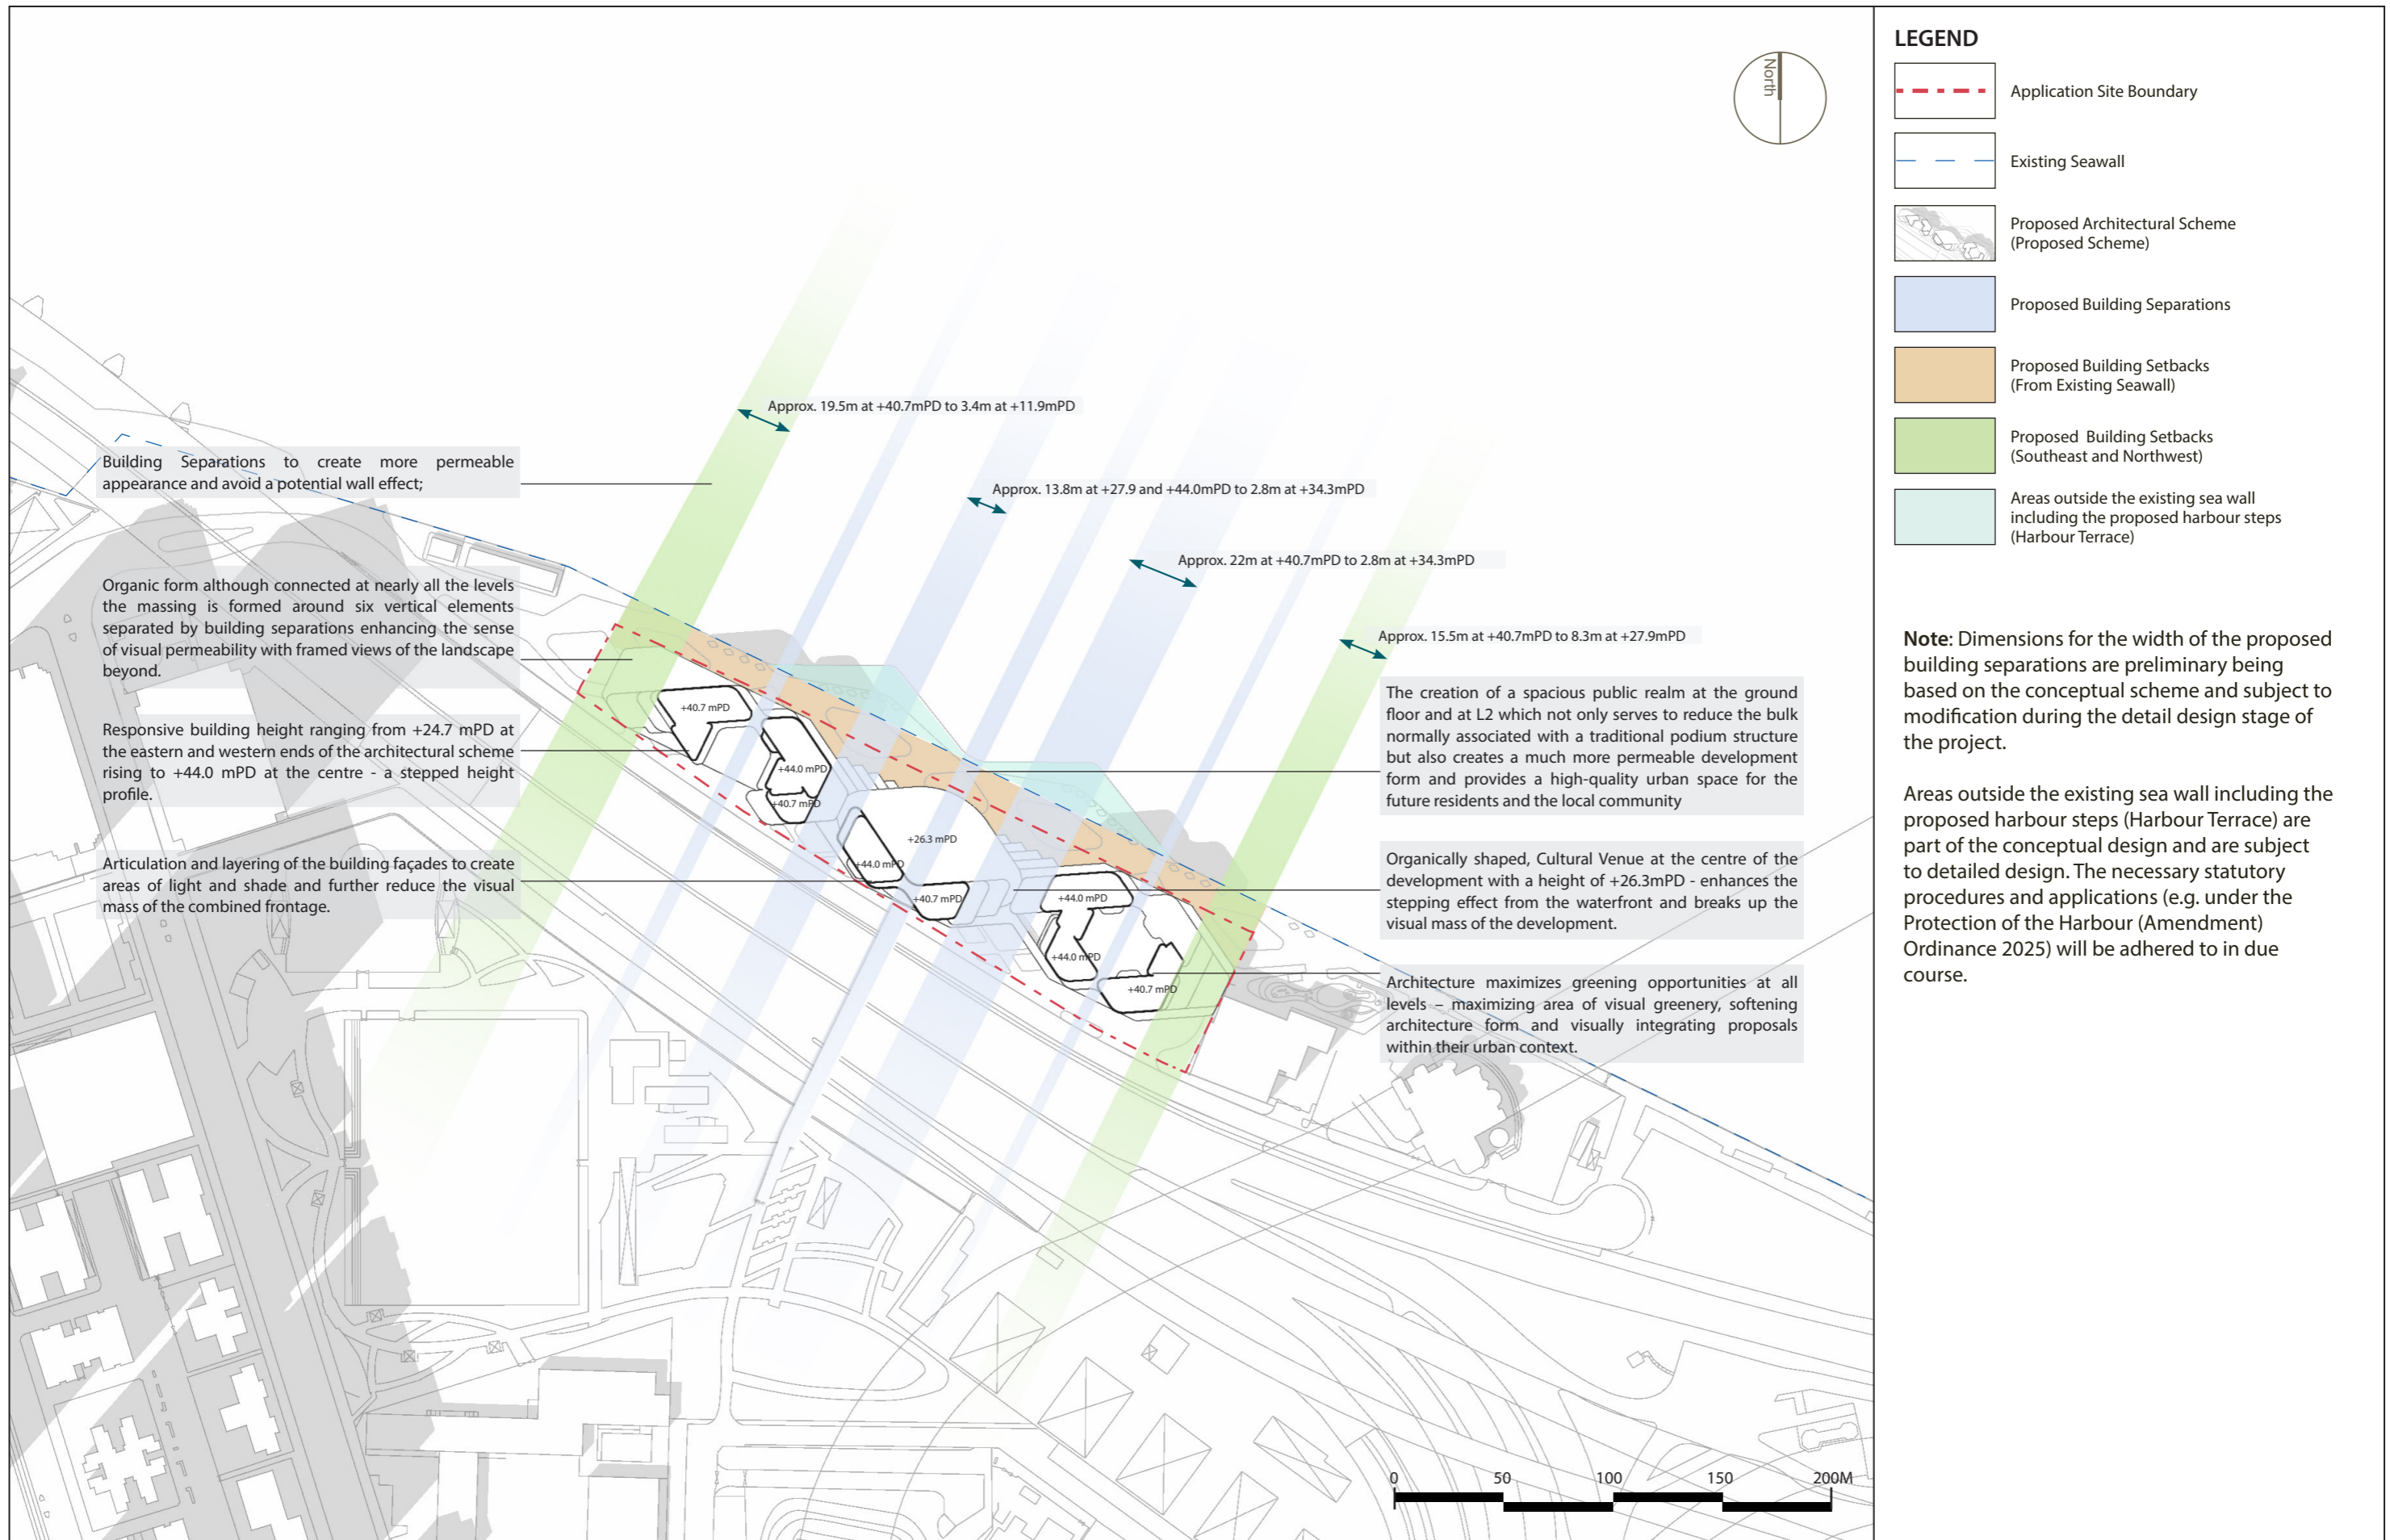 North
Approx. 19.5m at +40.7mPD to 3.4m at +11.9mPD
Building Separations to create more permeable
appearance and avoid a potential wall effect;
Approx. 13.8m at +27.9 and +44.0mPD to 2.8m at +34.3mPD
Approx. 22m at +40.7mPD to 2.8m at +34.3mPD
Organic form although connected at nearly all the levels
the massing is formed around six vertical elements
separated by building separations enhancing the sense
of visual permeability with framed views of the landscape
beyond.
Approx. 15.5m at +40.7mPD to 8.3m at +27.9mPD
Responsive building height ranging from +24.7 mPD at
the eastern and western ends of the architectural scheme
rising to +44.0 mPD at the centre - a stepped height
profile.
Articulation and layering of the building façades to create
areas of light and shade and further reduce the visual
mass of the combined frontage.
+40.7 mPD
+44.0 mPD
+40.7 mPD
+26.3 mPD
+44.0 mPD
+40.7 mPD
+44.0 mPD
+44.0 mPD
+40.7 mPD
The creation of a spacious public realm at the ground
floor and at L2 which not only serves to reduce the bulk
normally associated with a traditional podium structure
but also creates a much more permeable development
form and provides a high-quality urban space for the
future residents and the local community
Organically shaped, Cultural Venue at the centre of the
development with a height of +26.3mPD - enhances the
stepping effect from the waterfront and breaks up the
visual mass of the development.
Architecture maximizes greening opportunities at all
levels – maximizing area of visual greenery, softening
architecture form and visually integrating proposals
within their urban context.
0 50 100 150 200M
LEGEND
Application Site Boundary
Existing Seawall
Proposed Architectural Scheme
(Proposed Scheme)
Proposed Building Separations
Proposed Building Setbacks
(From Existing Seawall)
Proposed Building Setbacks
(Southeast and Northwest)
Areas outside the existing sea wall
including the proposed harbour steps
(Harbour Terrace)
Note: Dimensions for the width of the proposed
building separations are preliminary being
based on the conceptual scheme and subject to
modification during the detail design stage of
the project.
Areas outside the existing sea wall including the
proposed harbour steps (Harbour Terrace) are
part of the conceptual design and are subject
to detailed design. The necessary statutory
procedures and applications (e.g. under the
Protection of the Harbour (Amendment)
Ordinance 2025) will be adhered to in due
course.